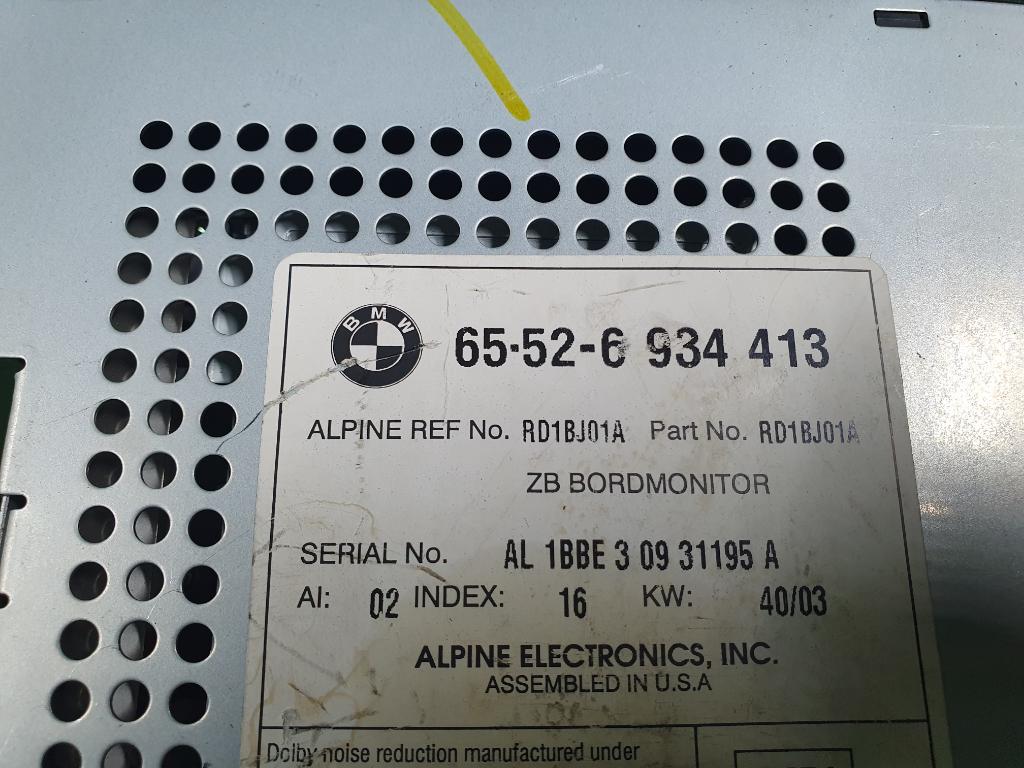 BMW
65·52-6 934 413
ALPINE REF No. RD1BJ01A Part No. RD1BJ01A
ZB BORDMONITOR
SERIAL No. AL 1BBE 3 09 31195 A
AI: 02 INDEX: 16 KW: 40/03
ALPINE ELECTRONICS, INC.
ASSEMBLED IN U.S.A
Dolby noise reduction manufactured under